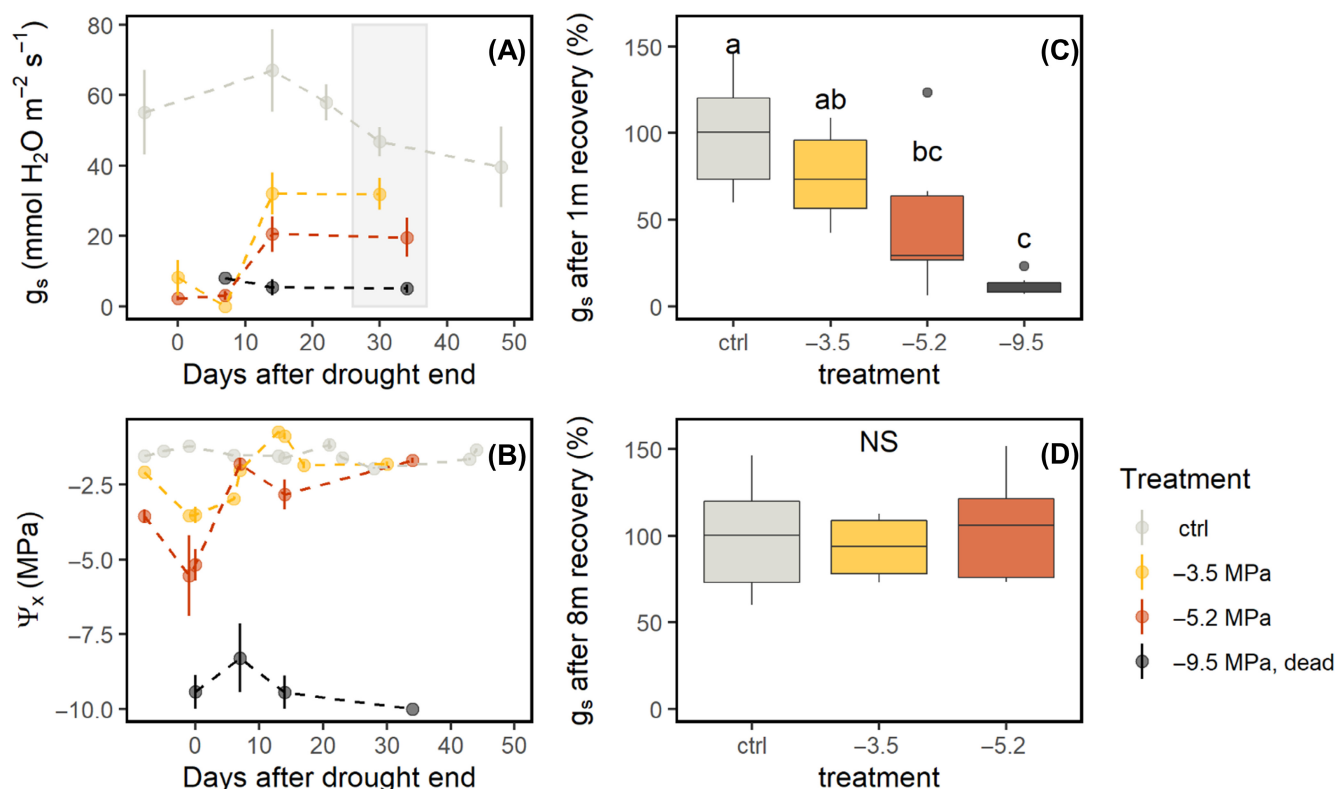 (A)
80
60
40
20
0
gs (mmol H2O m−2 s−1)
0 10 20 30 40 50
Days after drought end
(B)
−2.5
−5.0
−7.5
−10.0
Ψx (MPa)
0 10 20 30 40 50
Days after drought end
(C)
150
100
50
0
gs after 1m recovery (%)
a
ab
bc
c
ctrl −3.5 −5.2 −9.5
treatment
(D)
150
100
50
0
gs after 8m recovery (%)
NS
ctrl −3.5 −5.2
treatment
Treatment
ctrl
−3.5 MPa
−5.2 MPa
−9.5 MPa, dead